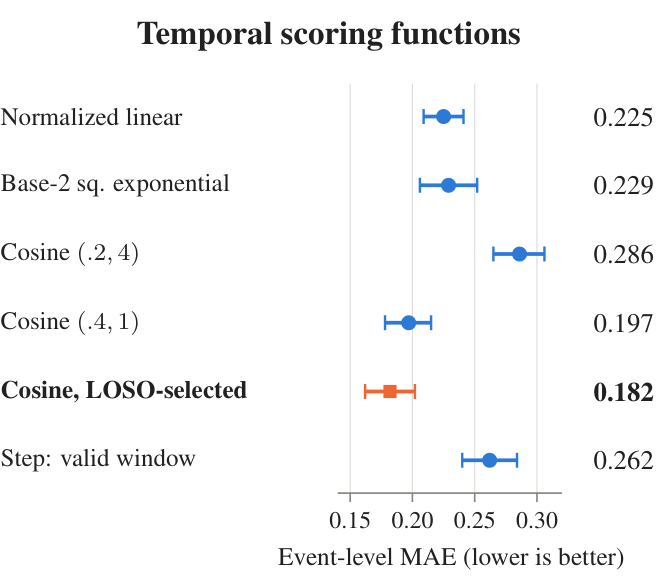 Temporal scoring functions
Normalized linear 0.225
Base-2 sq. exponential 0.229
Cosine (.2, 4) 0.286
Cosine (.4, 1) 0.197
Cosine, LOSO-selected 0.182
Step: valid window 0.262
0.15 0.20 0.25 0.30
Event-level MAE (lower is better)